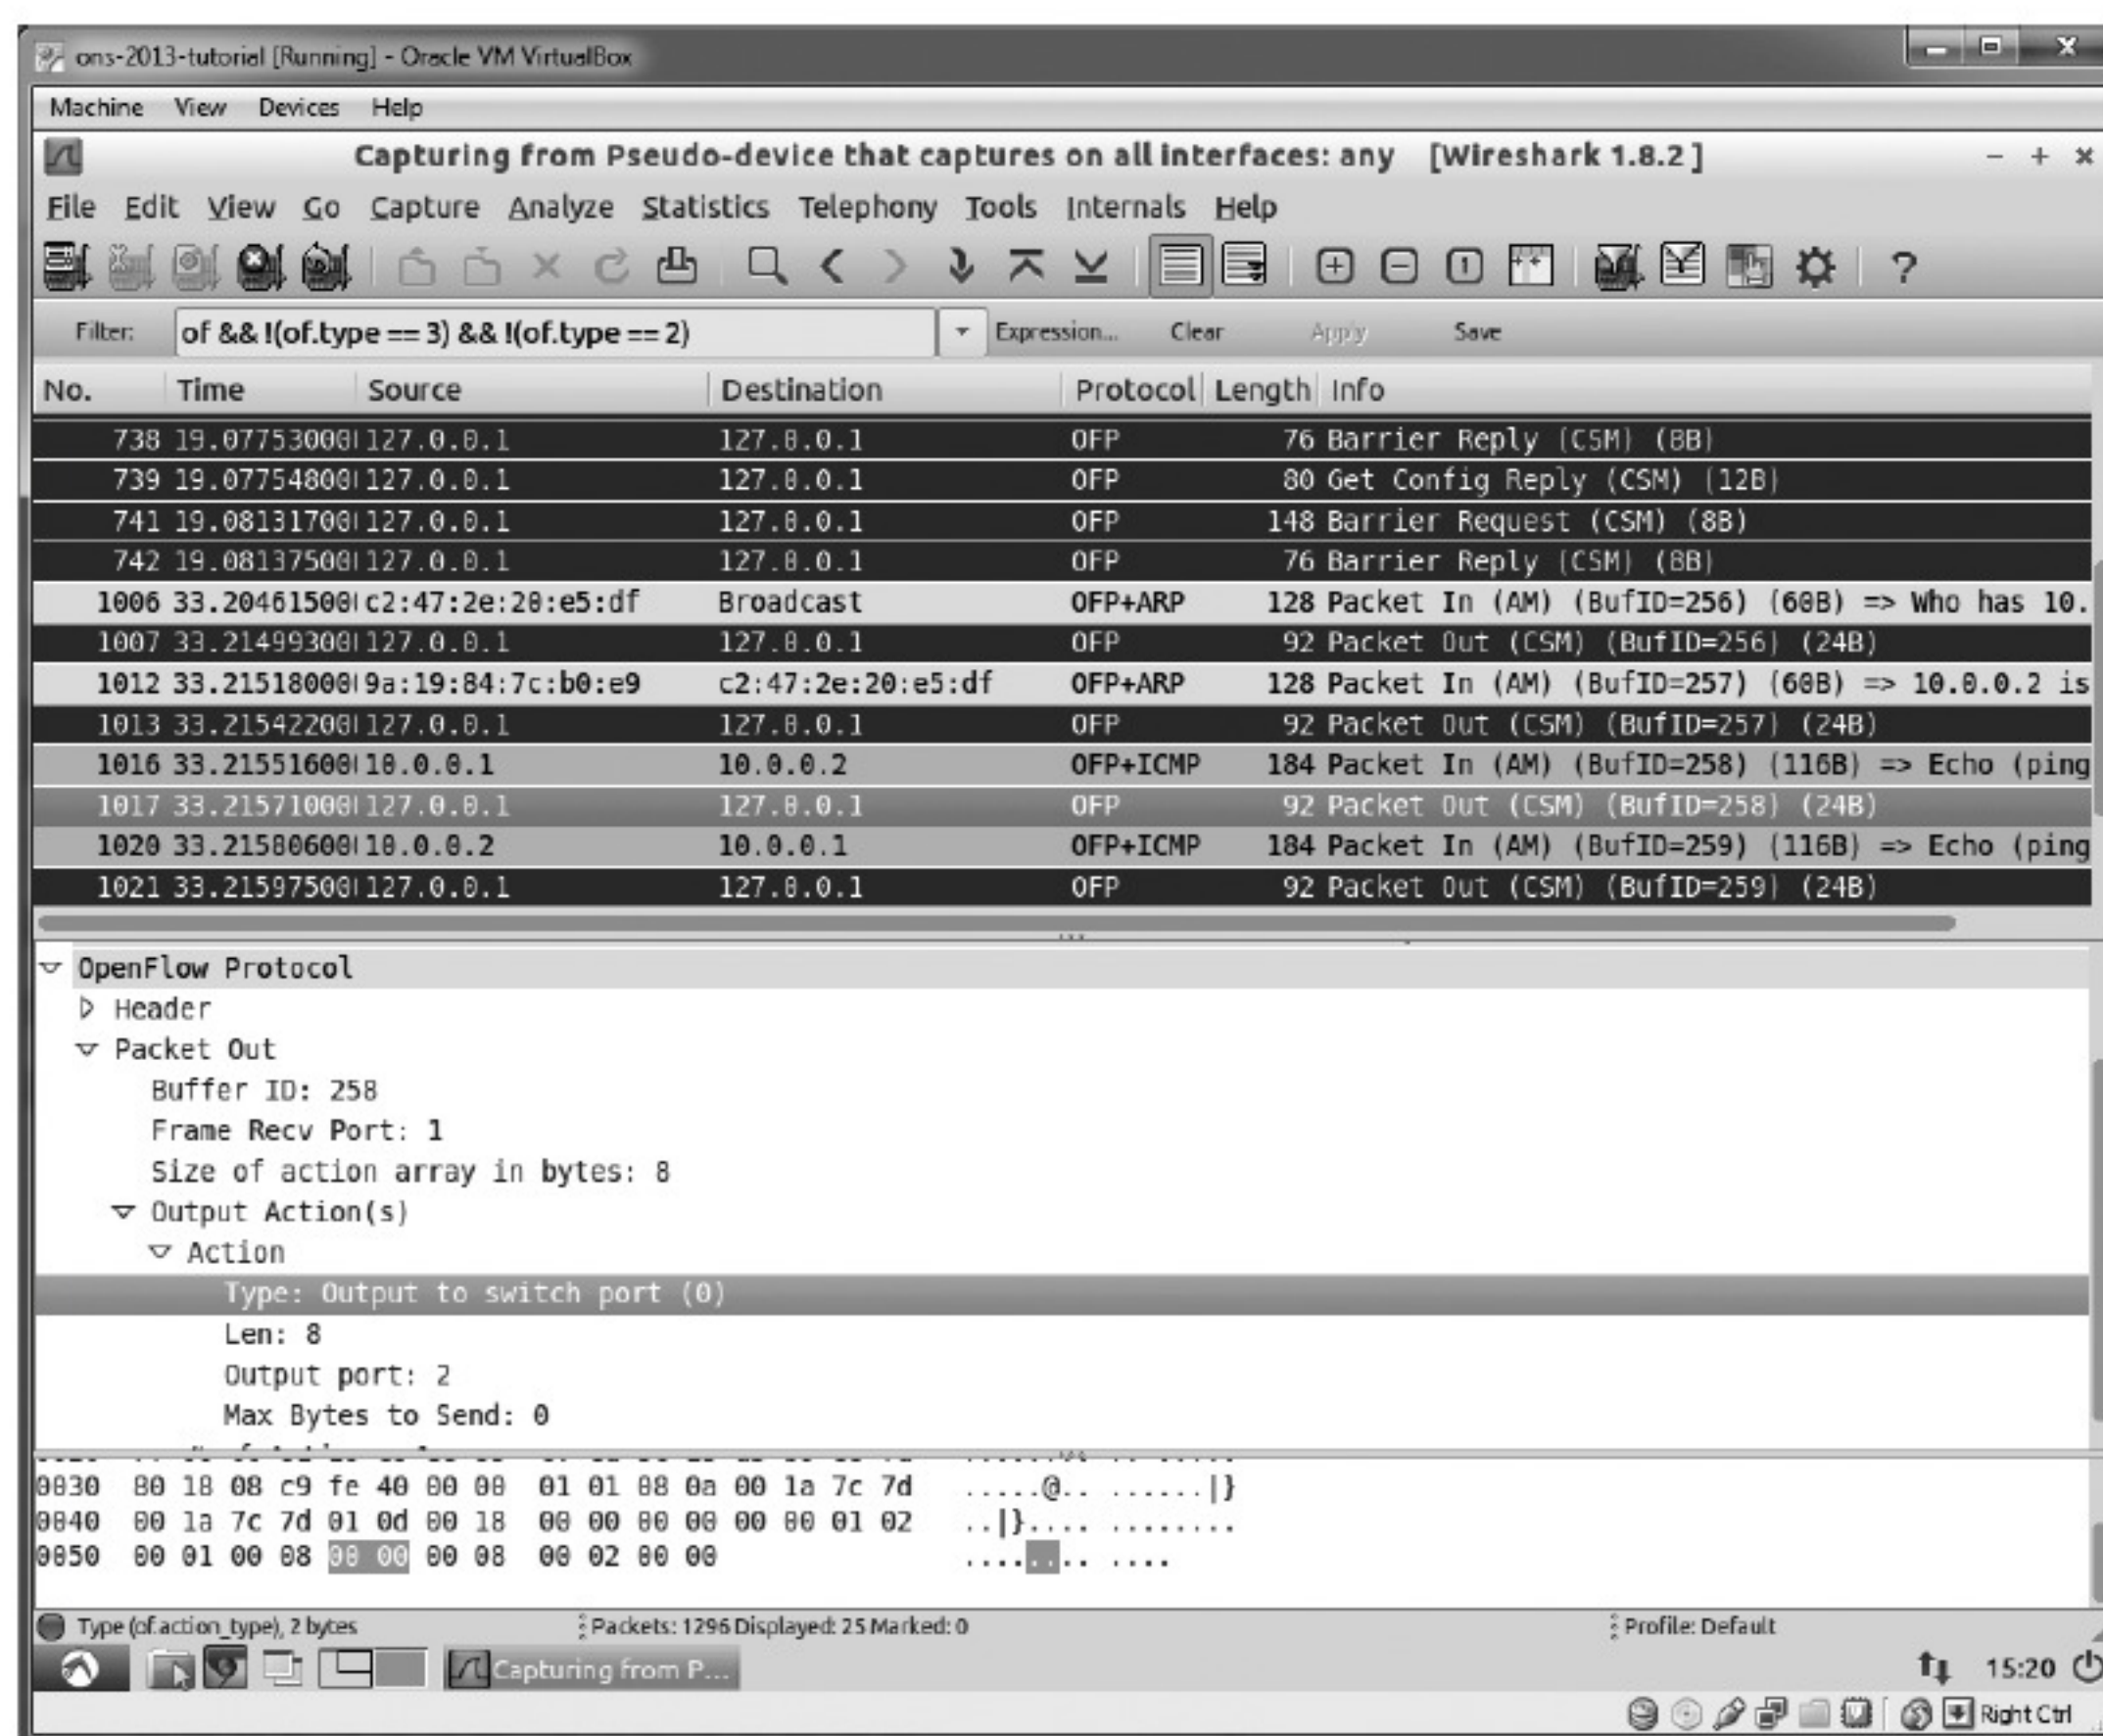 ons-2013-tutorial [Running] - Oracle VM VirtualBox
Machine View Devices Help
Capturing from Pseudo-device that captures on all interfaces: any [Wireshark 1.8.2 ]
File Edit View Go Capture Analyze Statistics Telephony Tools Internals Help
Filter: of && !(of.type == 3) && !(of.type == 2) Expression... Clear Apply Save
No. Time Source Destination Protocol Length Info
738 19.07753000 127.0.0.1 127.0.0.1 OFP 76 Barrier Reply (CSM) (8B)
739 19.07754800 127.0.0.1 127.0.0.1 OFP 80 Get Config Reply (CSM) (12B)
741 19.08131700 127.0.0.1 127.0.0.1 OFP 148 Barrier Request (CSM) (8B)
742 19.08137500 127.0.0.1 127.0.0.1 OFP 76 Barrier Reply (CSM) (8B)
1006 33.20461500 c2:47:2e:20:e5:df Broadcast OFP+ARP 128 Packet In (AM) (BufID=256) (60B) => Who has 10.
1007 33.21499300 127.0.0.1 127.0.0.1 OFP 92 Packet Out (CSM) (BufID=256) (24B)
1012 33.21518000 9a:19:84:7c:b0:e9 c2:47:2e:20:e5:df OFP+ARP 128 Packet In (AM) (BufID=257) (60B) => 10.0.0.2 is
1013 33.21542200 127.0.0.1 127.0.0.1 OFP 92 Packet Out (CSM) (BufID=257) (24B)
1016 33.21551600 10.0.0.1 10.0.0.2 OFP+ICMP 184 Packet In (AM) (BufID=258) (116B) => Echo (ping
1017 33.21571000 127.0.0.1 127.0.0.1 OFP 92 Packet Out (CSM) (BufID=258) (24B)
1020 33.21580600 10.0.0.2 10.0.0.1 OFP+ICMP 184 Packet In (AM) (BufID=259) (116B) => Echo (ping
1021 33.21597500 127.0.0.1 127.0.0.1 OFP 92 Packet Out (CSM) (BufID=259) (24B)
OpenFlow Protocol
Header
Packet Out
Buffer ID: 258
Frame Recv Port: 1
Size of action array in bytes: 8
Output Action(s)
Action
Type: Output to switch port (0)
Len: 8
Output port: 2
Max Bytes to Send: 0
0030 80 18 08 c9 fe 40 00 00 01 01 08 0a 00 1a 7c 7d .....@.. ......|}
0040 00 1a 7c 7d 01 0d 00 18 00 00 00 00 00 00 01 02 ..|}.... ........
0050 00 01 00 08 00 00 00 08 00 02 00 00 ........ ....
Type (of.action_type), 2 bytes Packets: 1296 Displayed: 25 Marked: 0 Profile: Default
Capturing from P... 15:20
Right Ctrl